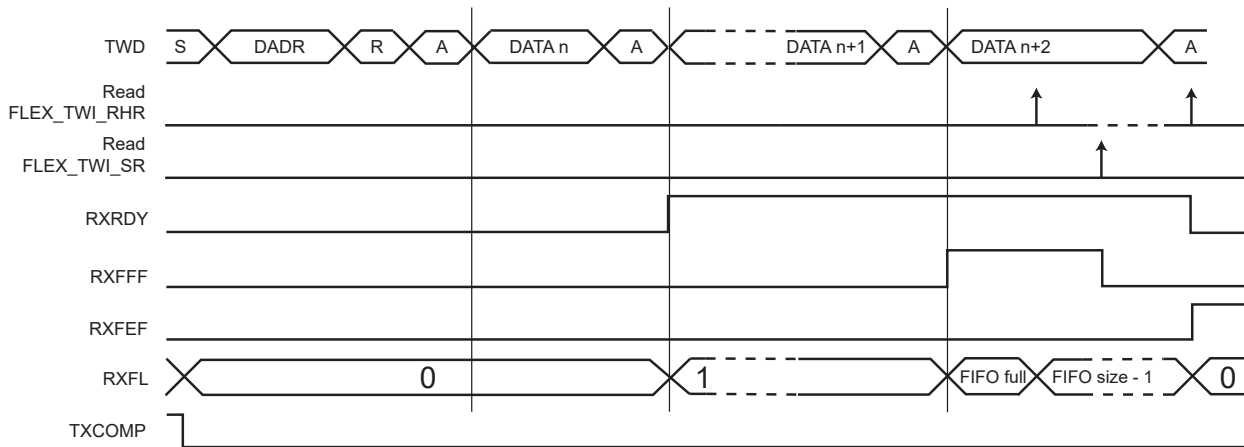 TWD S DADR R A DATA n A DATA n+1 A DATA n+2 A
Read
FLEX_TWI_RHR
Read
FLEX_TWI_SR
RXRDY
RXFFF
RXFEF
RXFL 0 1 FIFO full FIFO size - 1 0
TXCOMP